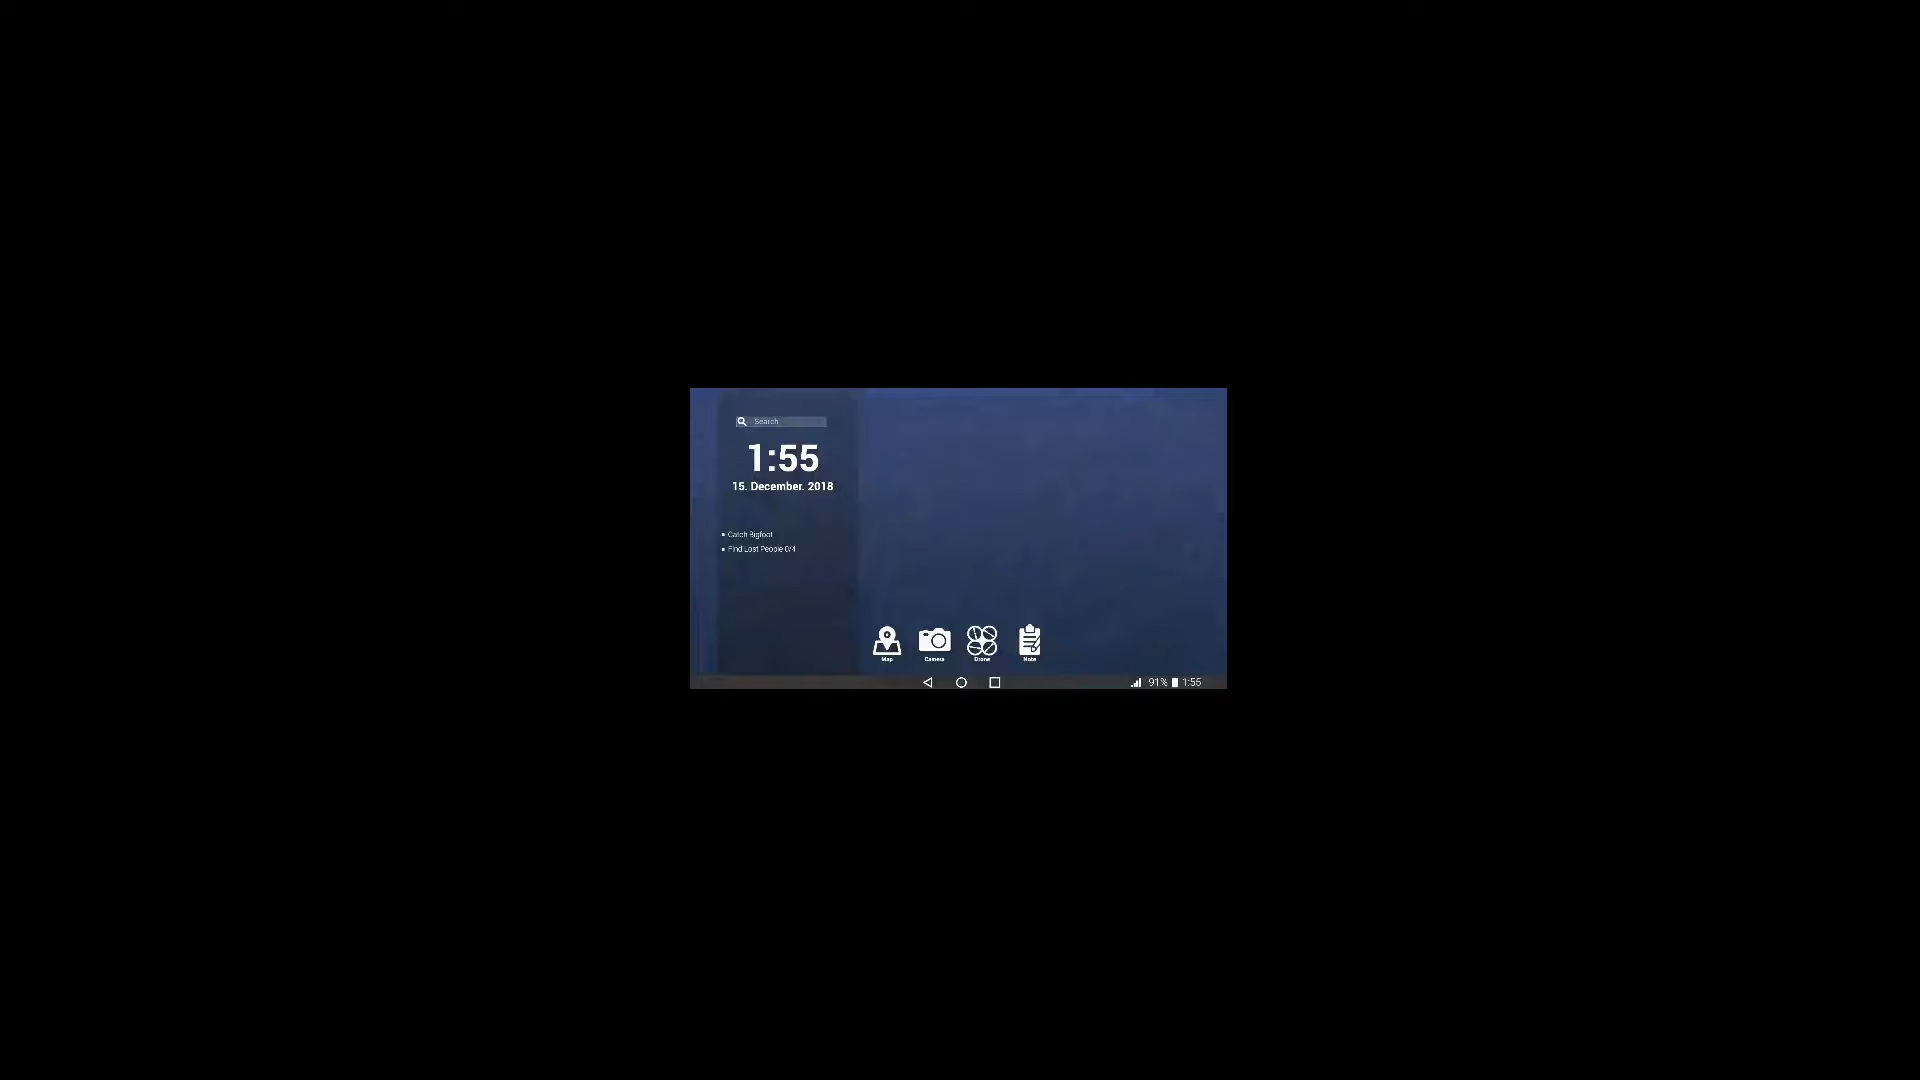 Search
1:55
15. December. 2018
Catch Bigfoot
Find Lost People 0/4
Map
Camera
Drone
Note
91% 1:55